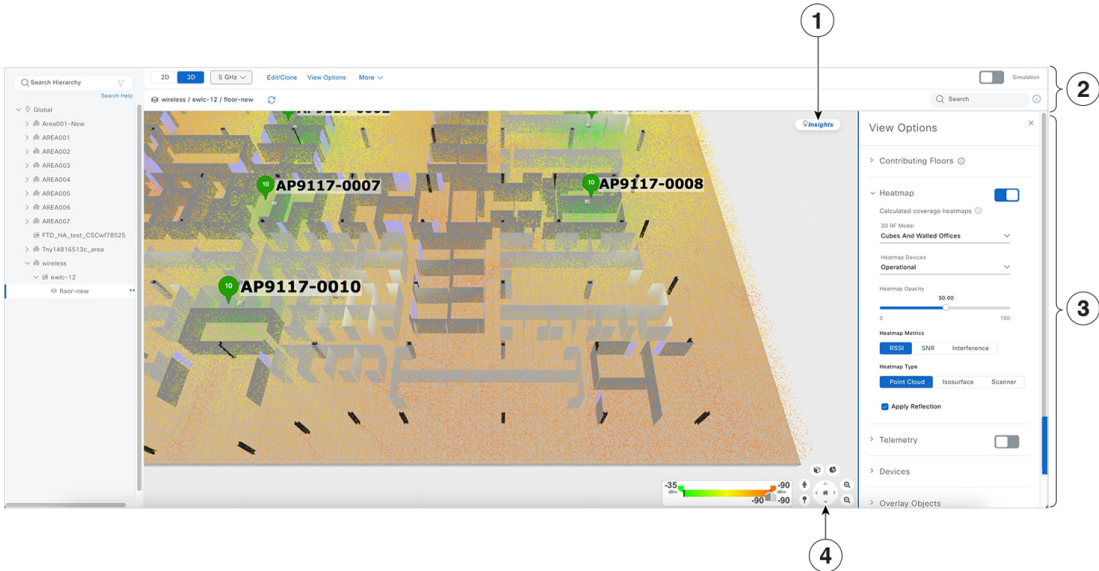 1
Search Hierarchy
Search Help
Global
Area001-New
AREA001
AREA002
AREA003
AREA004
AREA005
AREA006
AREA007
FTD_HA_test_CSCwf78525
Tny14816513c_area
wireless
ewlc-12
floor-new
2D 3D 5 GHz Edit/Clone View Options More
Simulation
2
wireless / ewlc-12 / floor-new
Search
Insights
AP9117-0007
AP9117-0008
AP9117-0010
10
10
10
-35
-90
-90
-90
View Options
Contributing Floors
Heatmap
Calculated coverage heatmaps
3D RF Model
Cubes And Walled Offices
Heatmap Devices
Operational
Heatmap Opacity
50.00
0 100
Heatmap Metrics
RSSI SNR Interference
Heatmap Type
Point Cloud Isosurface Scanner
Apply Reflection
Telemetry
Devices
Overlay Objects
3
4